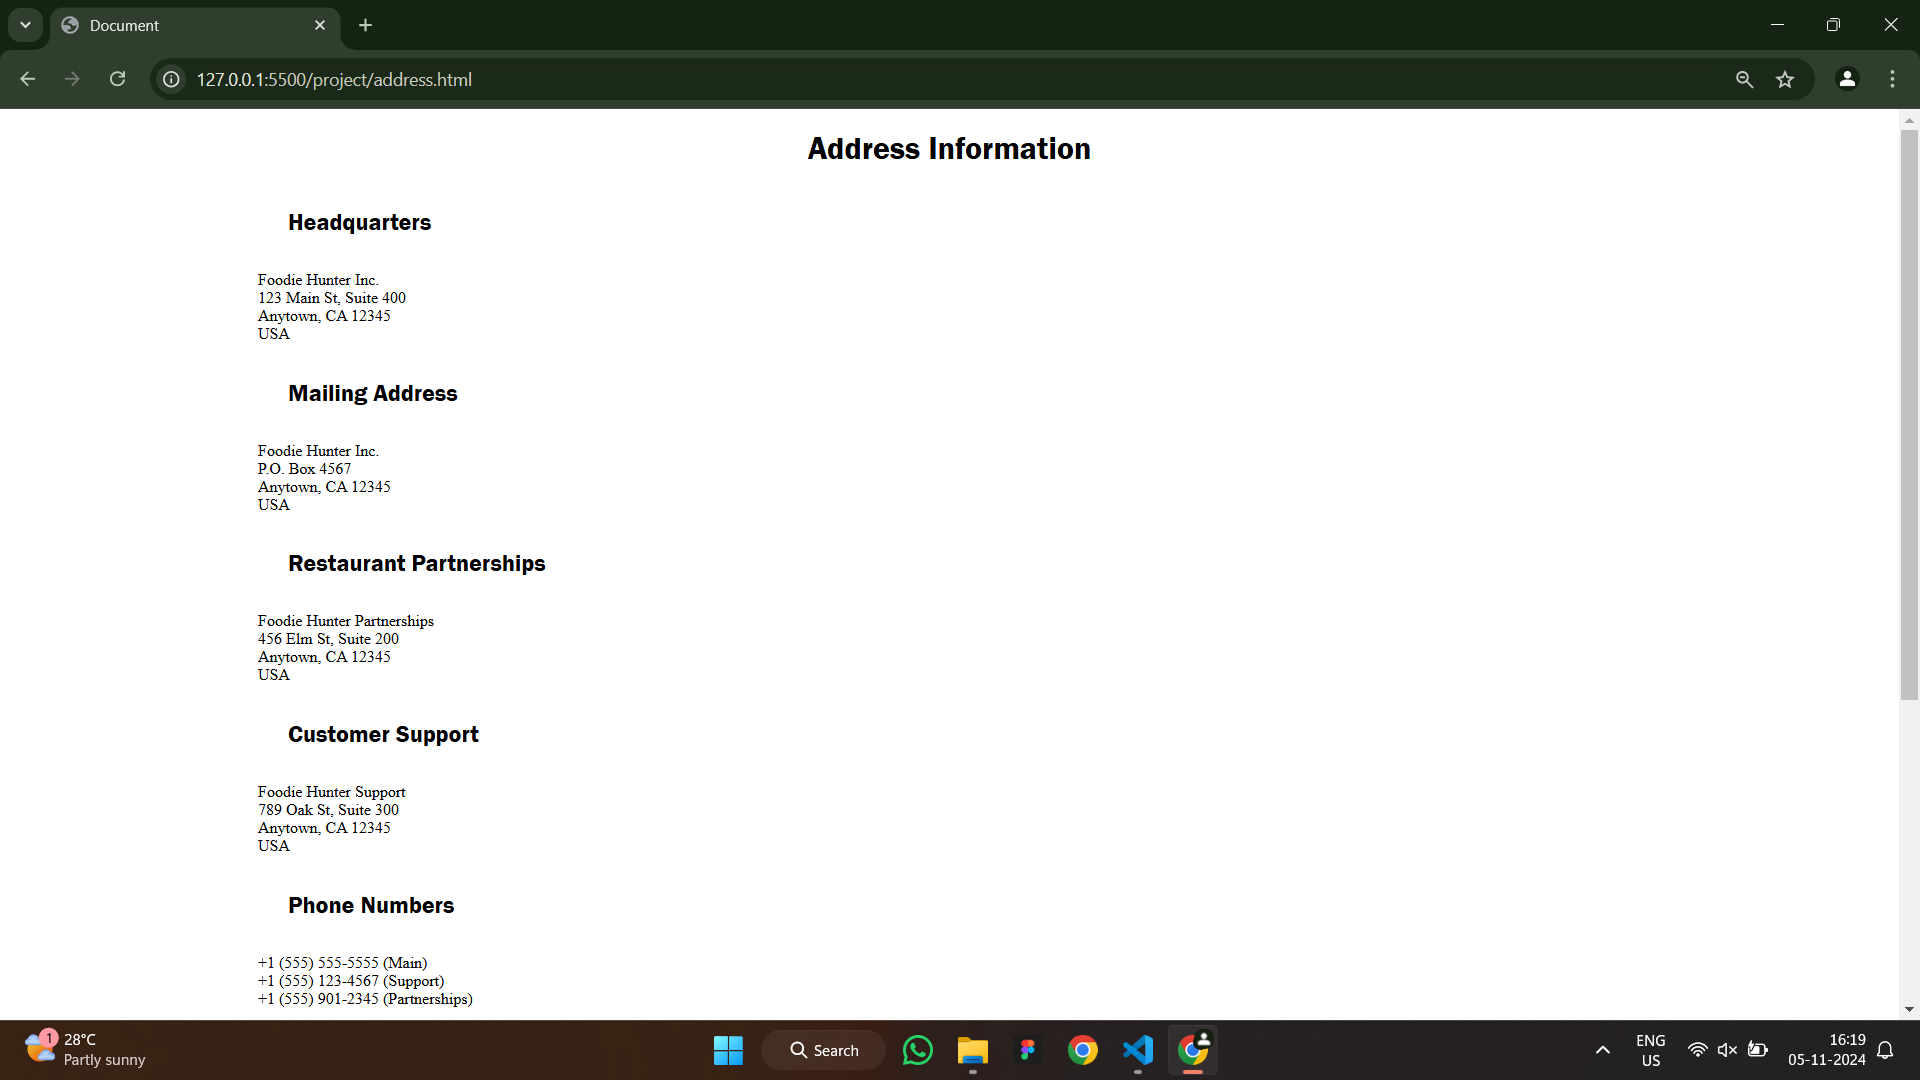 Document
127.0.0.1:5500/project/address.html
Address Information
Headquarters
Foodie Hunter Inc.
123 Main St, Suite 400
Anytown, CA 12345
USA
Mailing Address
Foodie Hunter Inc.
P.O. Box 4567
Anytown, CA 12345
USA
Restaurant Partnerships
Foodie Hunter Partnerships
456 Elm St, Suite 200
Anytown, CA 12345
USA
Customer Support
Foodie Hunter Support
789 Oak St, Suite 300
Anytown, CA 12345
USA
Phone Numbers
+1 (555) 555-5555 (Main)
+1 (555) 123-4567 (Support)
+1 (555) 901-2345 (Partnerships)
1
28°C
Partly sunny
Search
ENG
US
16:19
05-11-2024